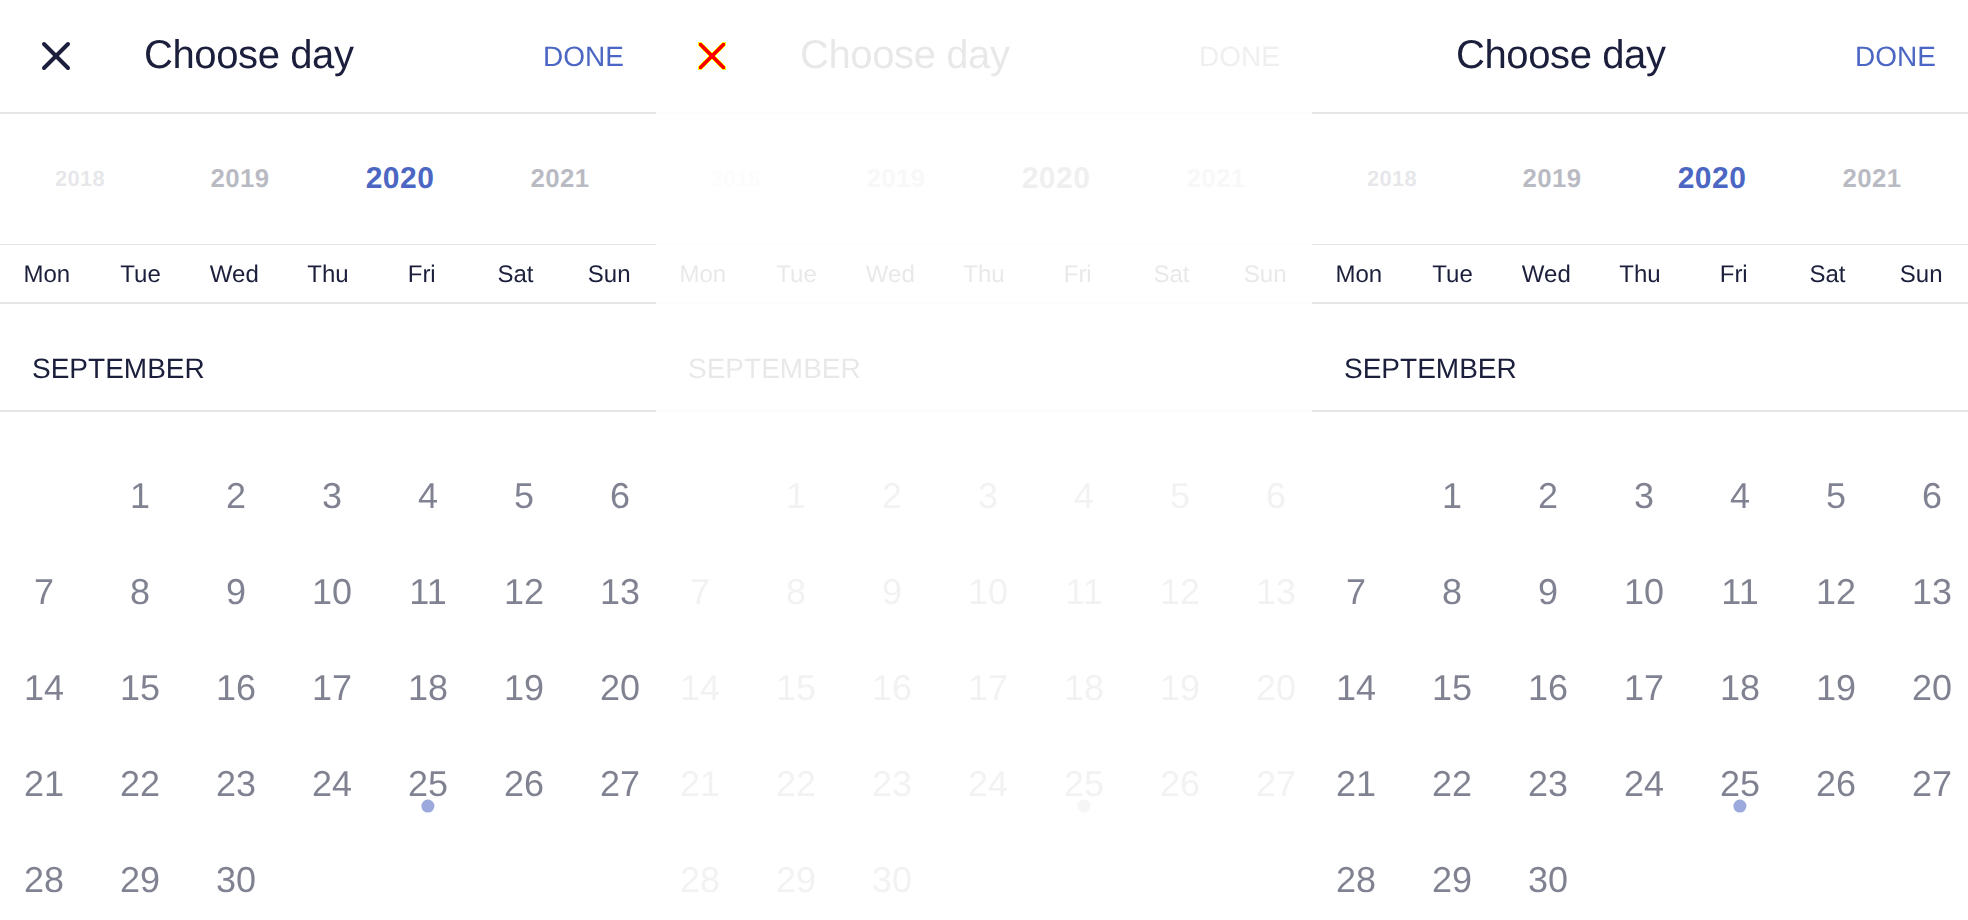 Choose day DONE Choose day DONE Choose day DONE
2018 2019 2020 2021 2018 2019 2020 2021 2018 2019 2020 2021
Mon Tue Wed Thu Fri Sat Sun Mon Tue Wed Thu Fri Sat Sun Mon Tue Wed Thu Fri Sat Sun
SEPTEMBER SEPTEMBER SEPTEMBER
1 2 3 4 5 6 1 2 3 4 5 6 1 2 3 4 5 6
7 8 9 10 11 12 13 7 8 9 10 11 12 13 7 8 9 10 11 12 13
14 15 16 17 18 19 20 14 15 16 17 18 19 20 14 15 16 17 18 19 20
21 22 23 24 25 26 27 21 22 23 24 25 26 27 21 22 23 24 25 26 27
28 29 30 28 29 30 28 29 30